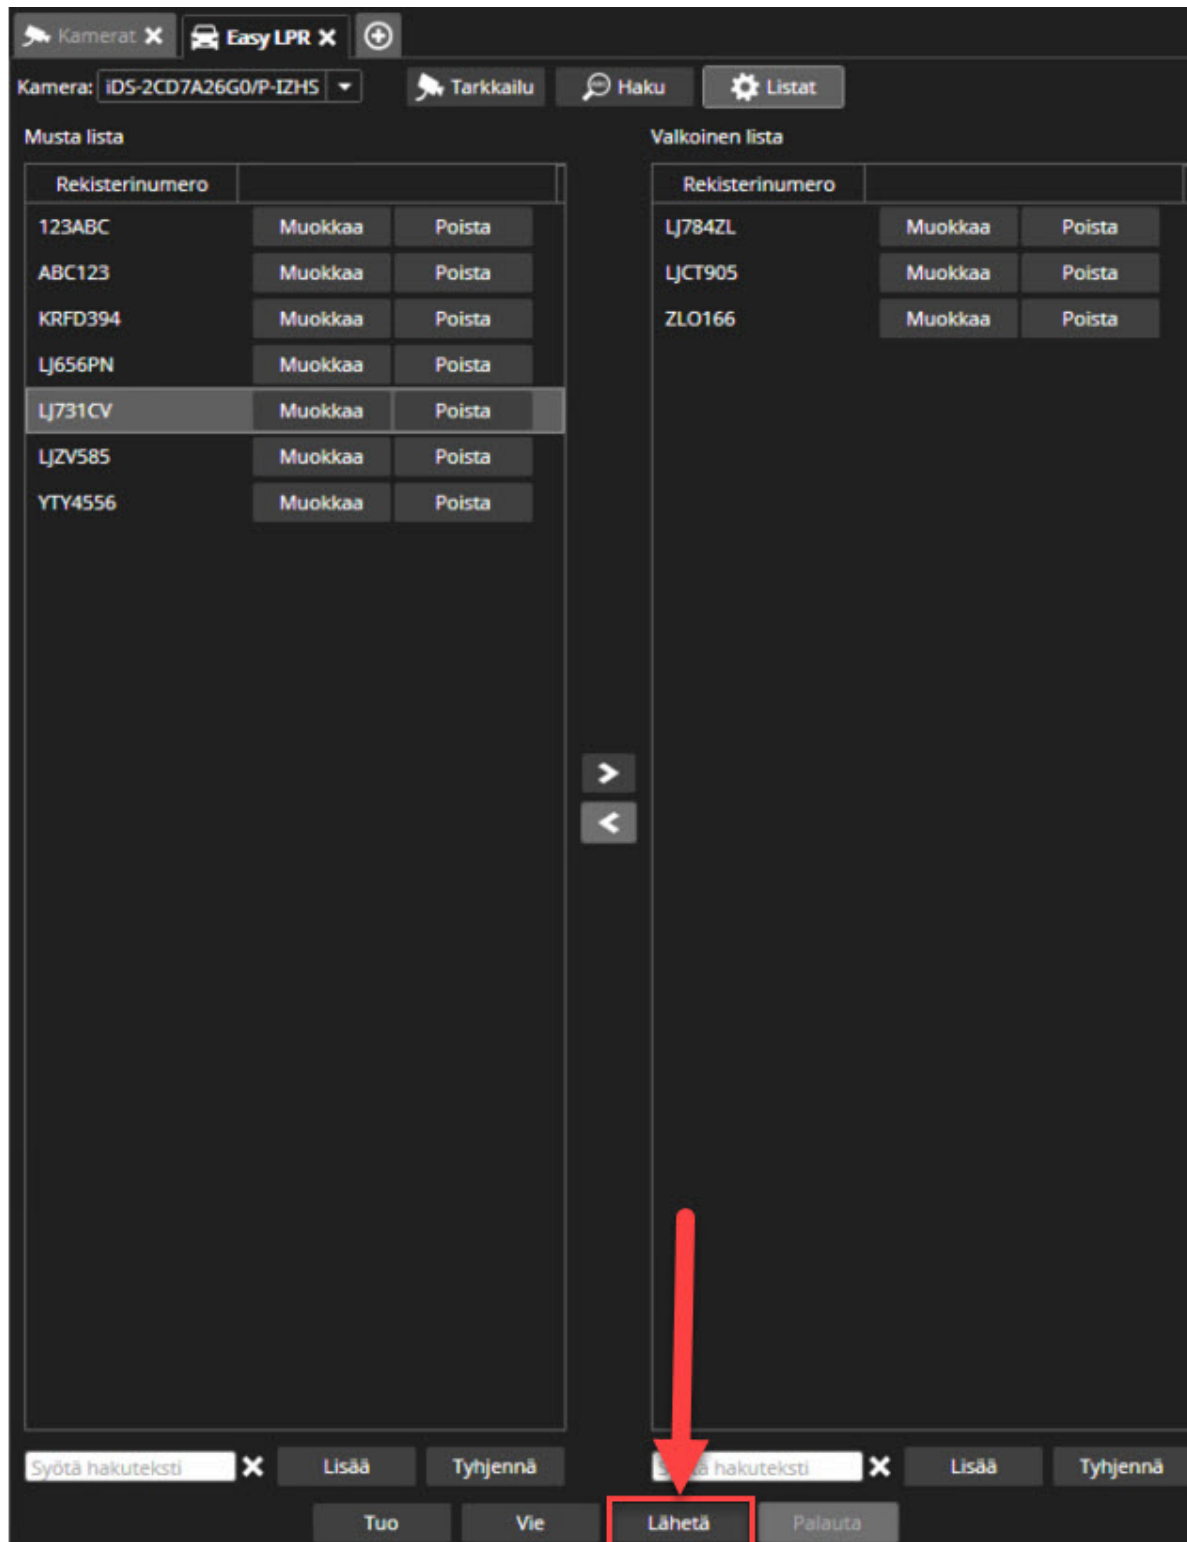 Kamerat Easy LPR
Kamera: iDS-2CD7A26G0/P-IZHS Tarkkailu Haku Listat
Musta lista Valkoinen lista
Rekisterinumero Rekisterinumero
123ABC Muokkaa Poista LJ784ZL Muokkaa Poista
ABC123 Muokkaa Poista LJCT905 Muokkaa Poista
KRFD394 Muokkaa Poista ZLO166 Muokkaa Poista
LJ656PN Muokkaa Poista
LJ731CV Muokkaa Poista
LJZV585 Muokkaa Poista
YTY4556 Muokkaa Poista
Syötä hakuteksti Lisää Tyhjennä hakuteksti Lisää Tyhjennä
Tuo Vie Lähetä Palauta